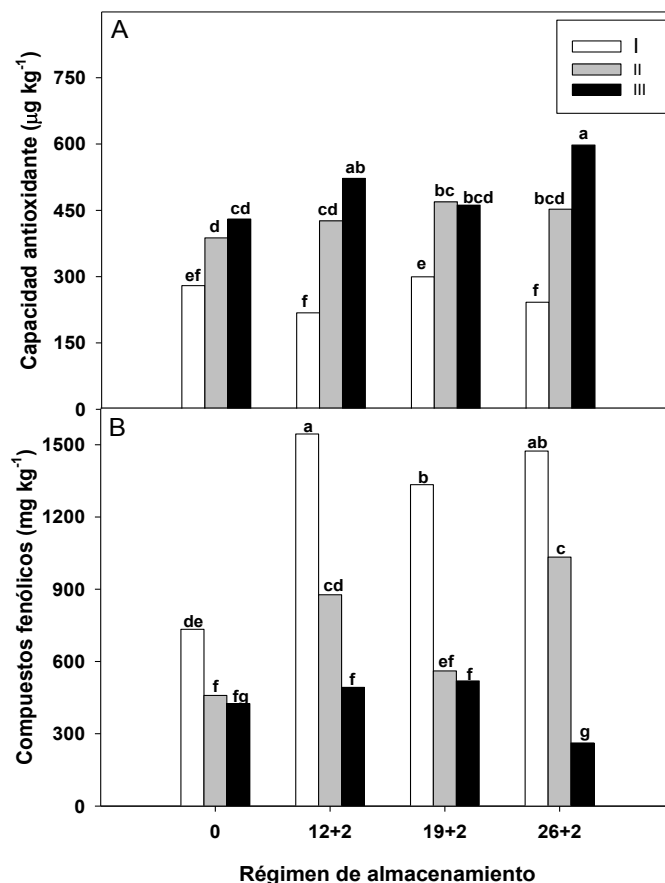 A
I
II
III
Capacidad antioxidante (µg kg-1)
750
600
450
300
150
0
ef
d
cd
f
cd
ab
e
bc
bcd
f
bcd
a
B
Compuestos fenólicos (mg kg-1)
1500
1200
900
600
300
0
de
f
fg
a
cd
f
b
ef
f
ab
c
g
0 12+2 19+2 26+2
Régimen de almacenamiento